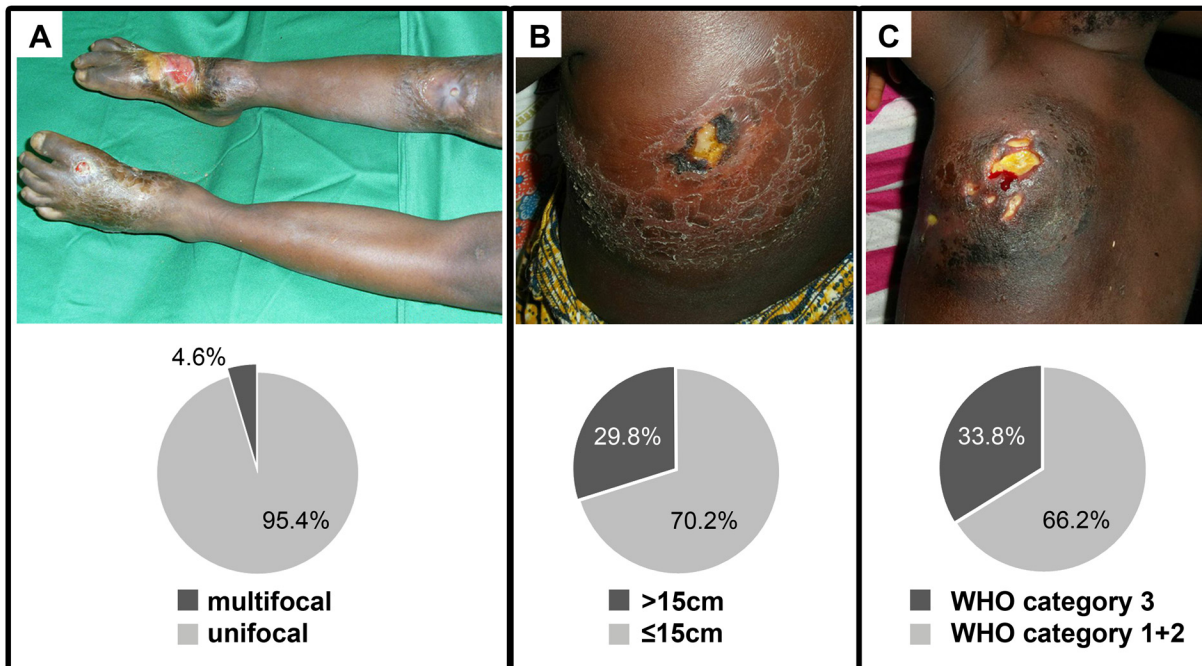 A
B
C
4.6%
95.4%
29.8%
70.2%
33.8%
66.2%
multifocal
unifocal
>15cm
≤15cm
WHO category 3
WHO category 1+2